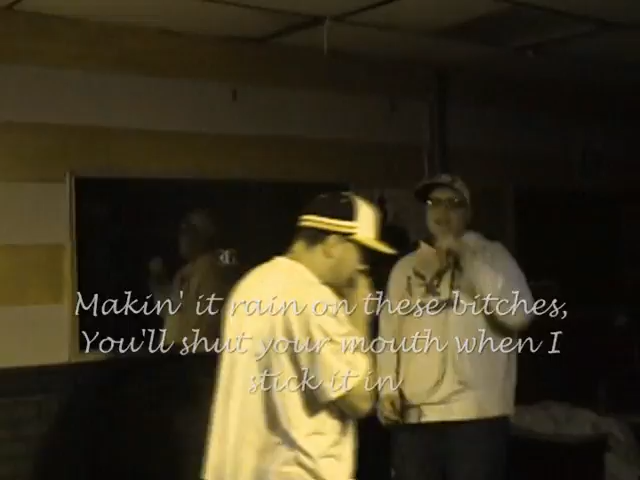 Makin' it rain on these bitches,
You'll shut your mouth when I
stick it in